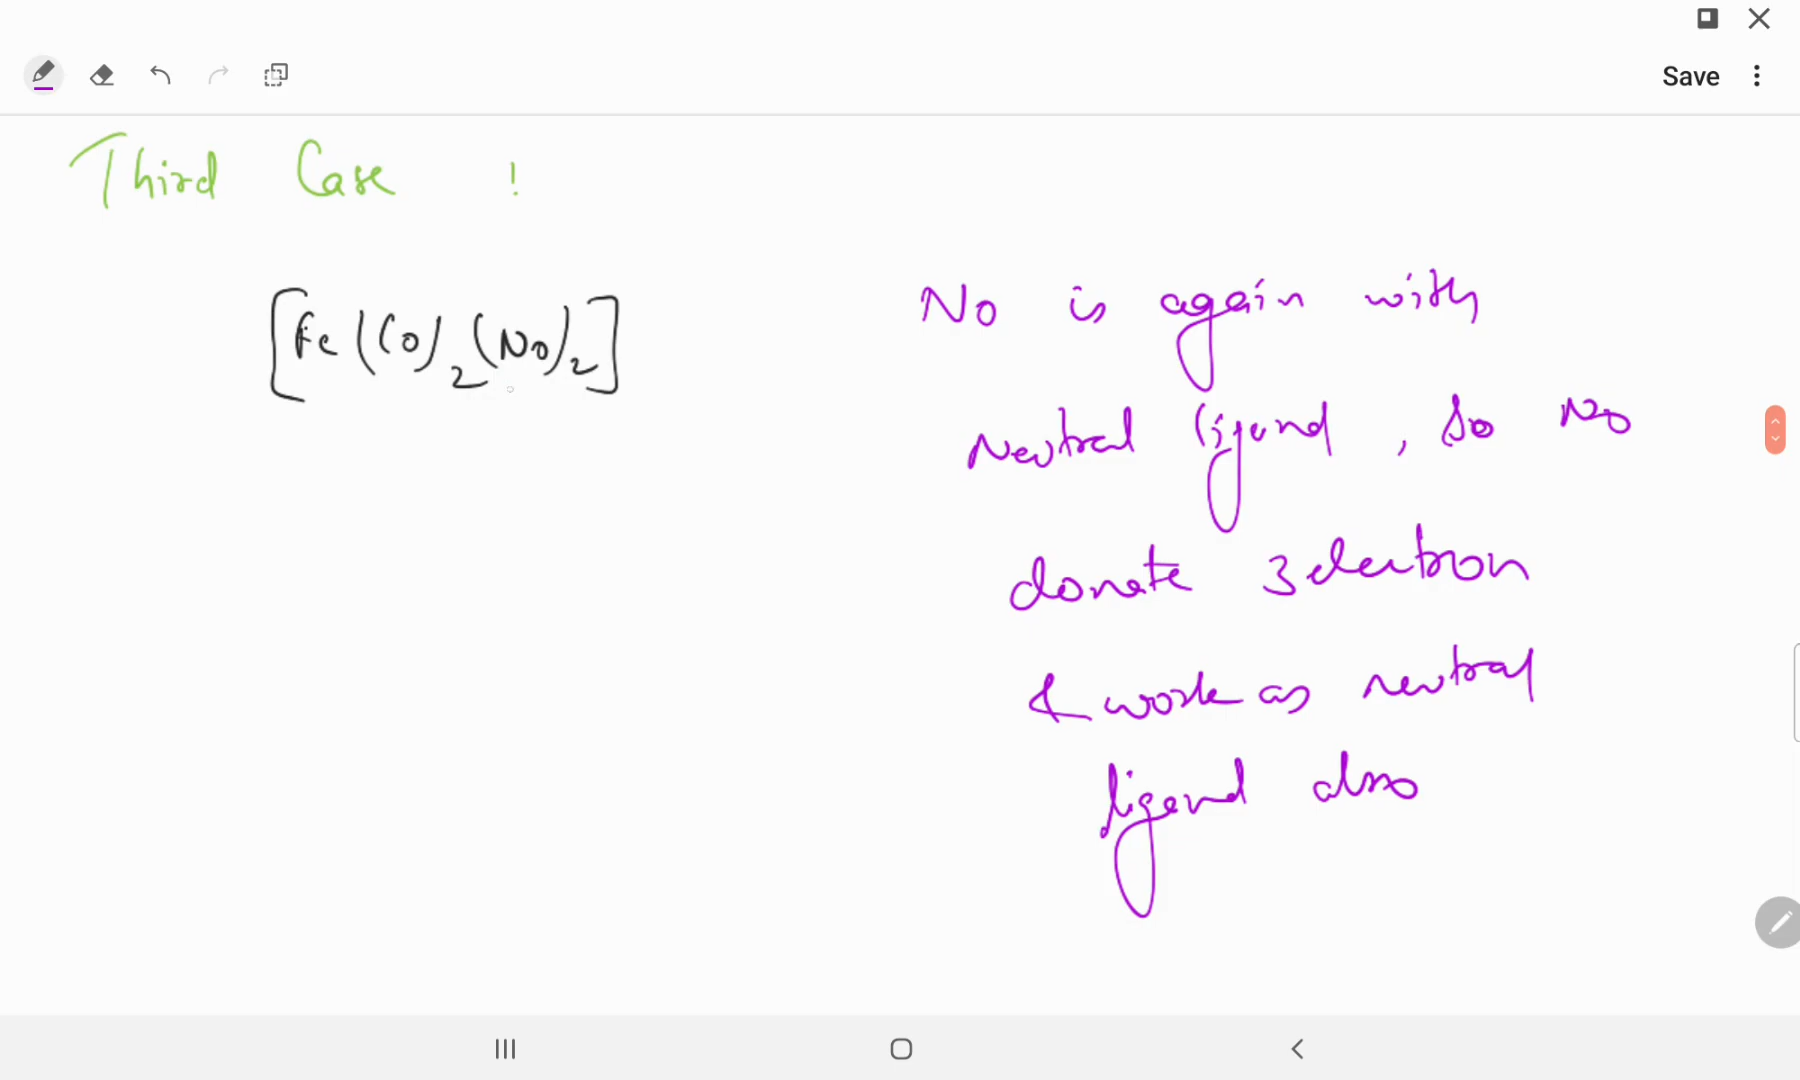 Save
Third Case !
[Fe(CO)2(NO)2]
No is again with
neutral ligand, so NO
donate 3 electron
& work as neutral
ligand also